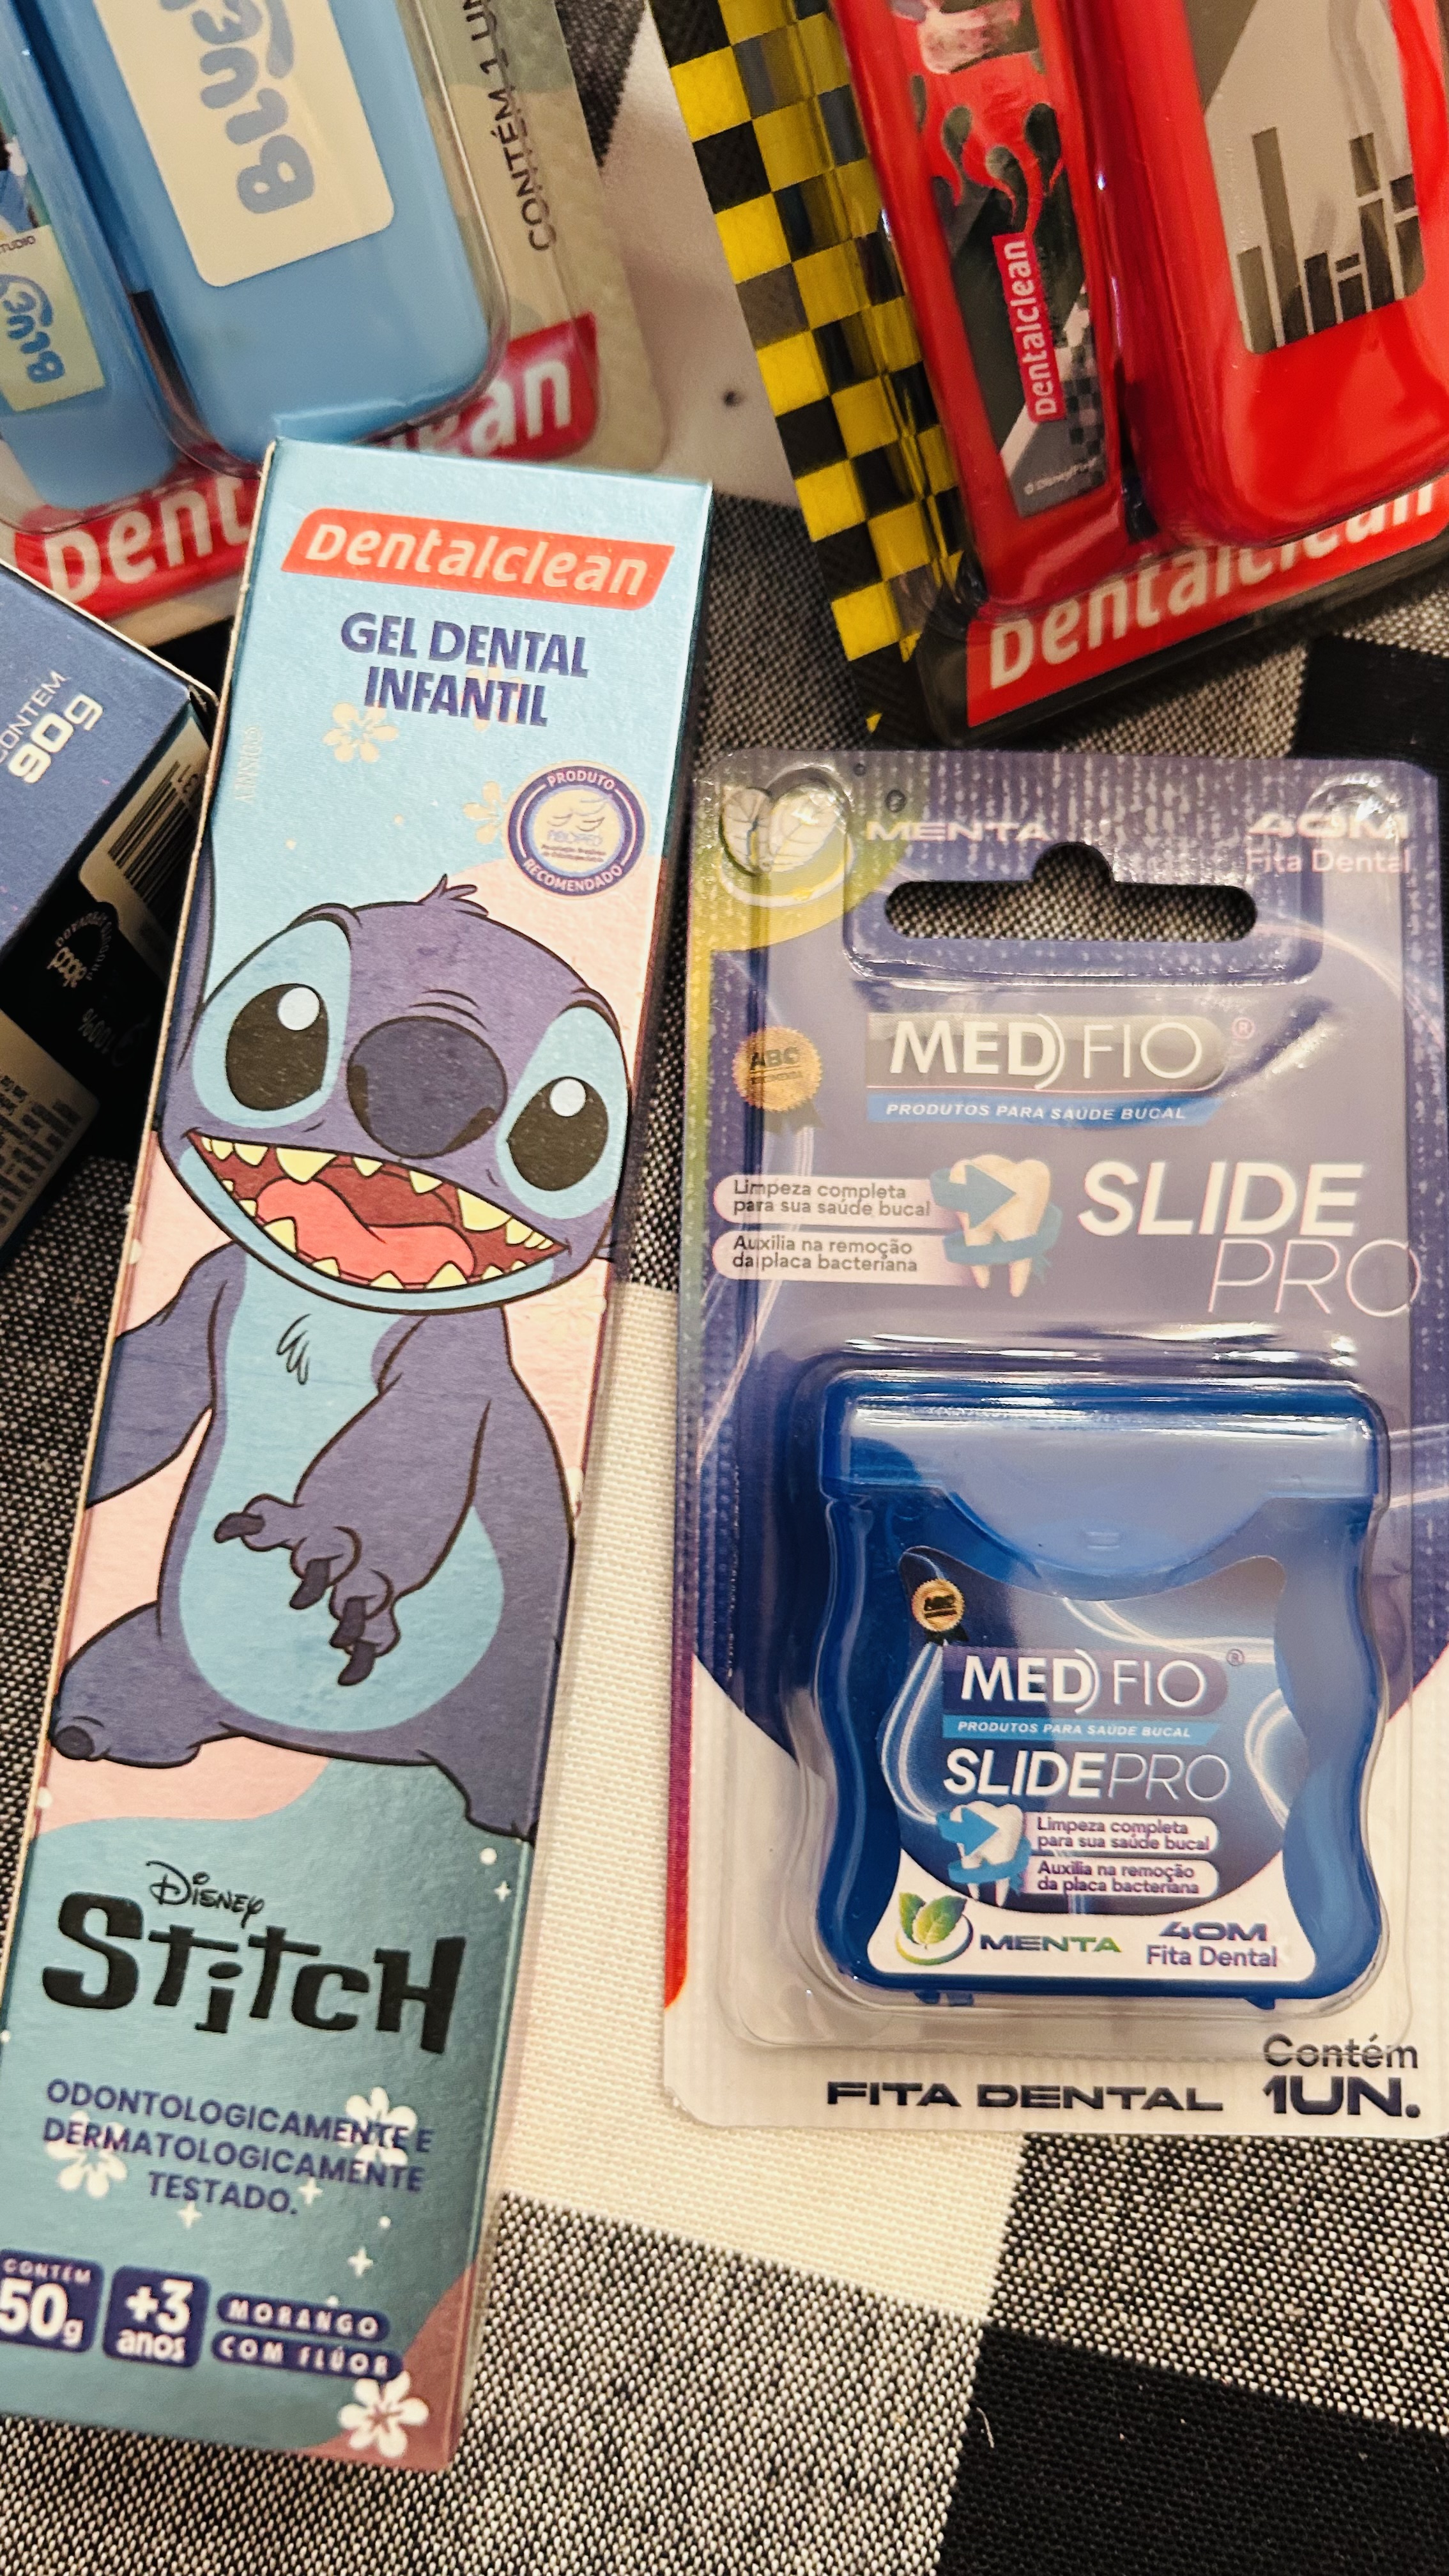 BLUEY
CONTÉM 1 UN
BLUEY
Dentalclean
Dentalclean
CONTÉM
90g
Dentalclean
GEL DENTAL
INFANTIL
PRODUTO
RECOMENDADO
Disney
Stitch
ODONTOLOGICAMENTE E
DERMATOLOGICAMENTE
TESTADO.
CONTÉM
50g
+3
anos
MORANGO
COM FLÚOR
MENTA
40M
Fita Dental
MED FIO ®
PRODUTOS PARA SAÚDE BUCAL
ABO
Limpeza completa
para sua saúde bucal
Auxilia na remoção
da placa bacteriana
SLIDE
PRO
MED FIO ®
PRODUTOS PARA SAÚDE BUCAL
SLIDEPRO
Limpeza completa
para sua saúde bucal
Auxilia na remoção
da placa bacteriana
MENTA
40M
Fita Dental
Contém
1UN.
FITA DENTAL